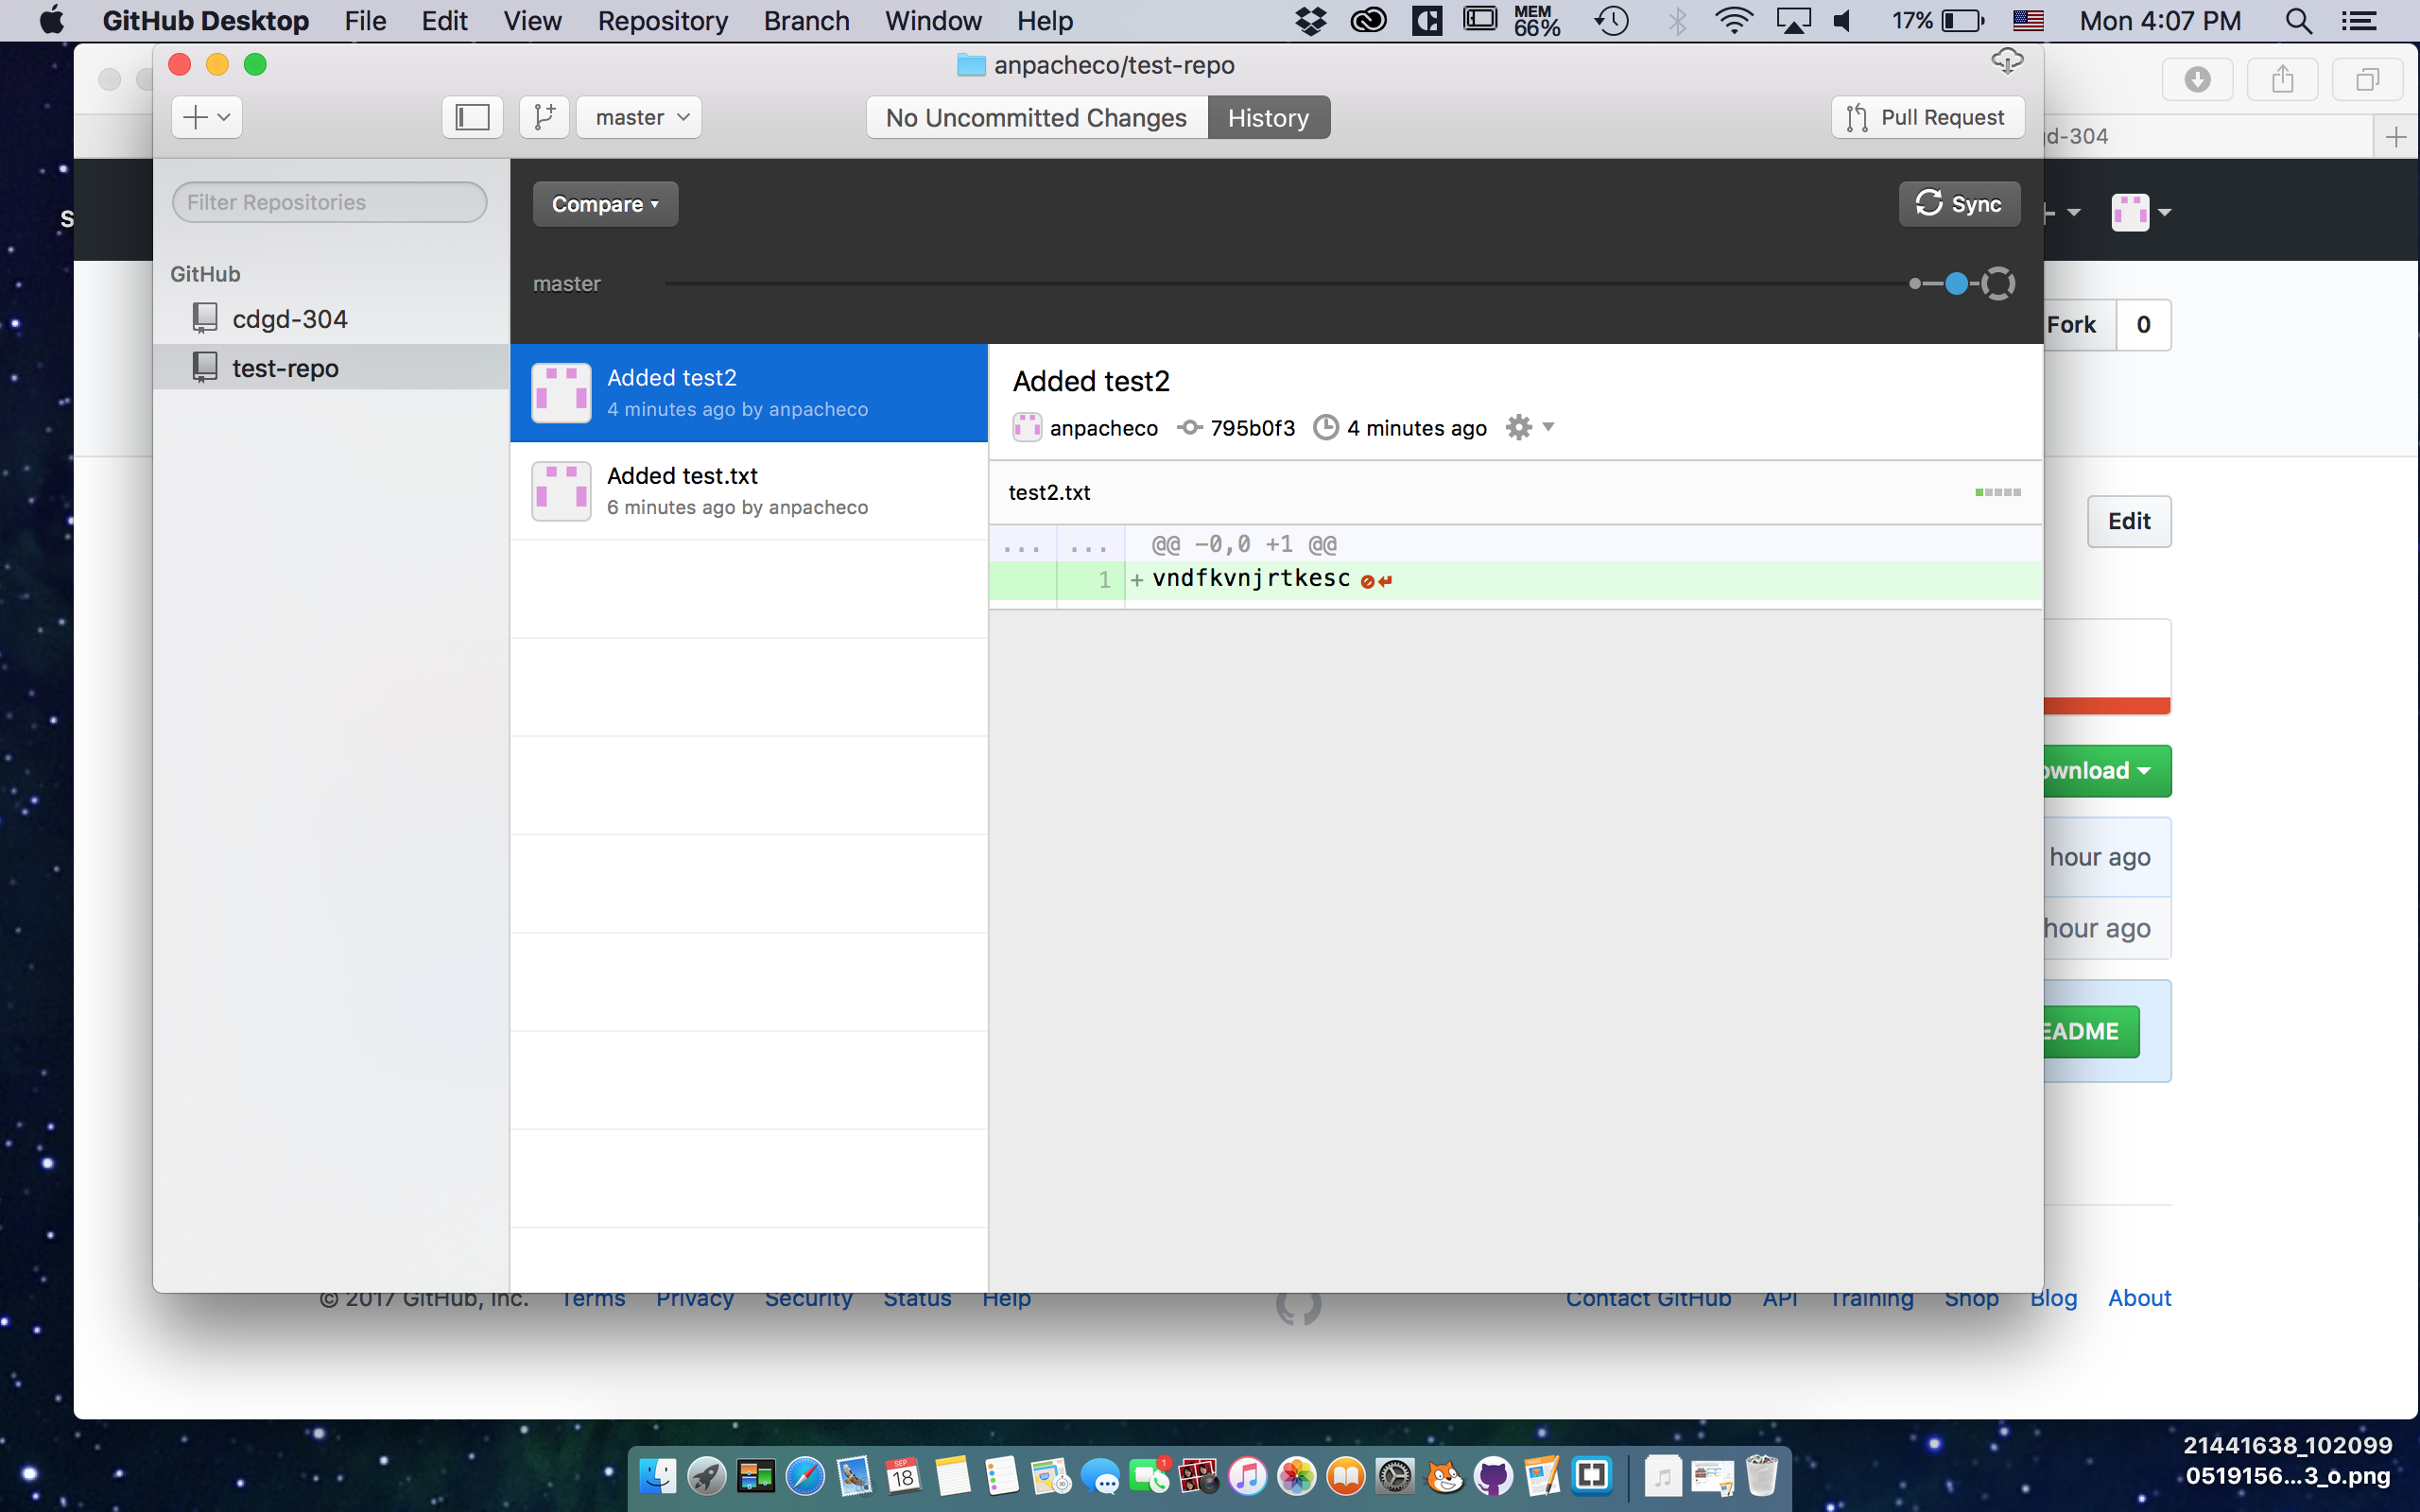 GitHub Desktop File Edit View Repository Branch Window Help MEM 66% 17% Mon 4:07 PM
anpacheco/test-repo
master No Uncommitted Changes History Pull Request
d-304
Filter Repositories
Compare Sync
S
GitHub
master
cdgd-304
Fork 0
test-repo
Added test2
4 minutes ago by anpacheco
Added test2
anpacheco 795b0f3 4 minutes ago
Added test.txt
6 minutes ago by anpacheco
test2.txt
Edit
... ... @@ -0,0 +1 @@
1 + vndfkvnjrtkesc
ownload
hour ago
hour ago
EADME
© 2017 GitHub, Inc. Terms Privacy Security Status Help Contact GitHub API Training Shop Blog About
21441638_102099
0519156...3_o.png
SEP
18
1